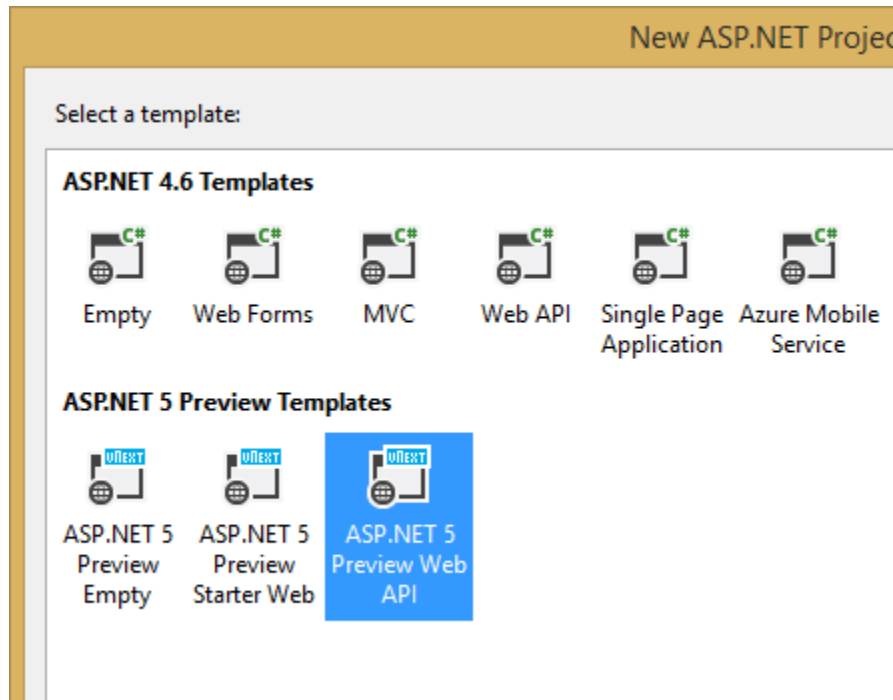 New ASP.NET Projec
Select a template:
ASP.NET 4.6 Templates
C# C# C# C# C# C#
Empty Web Forms MVC Web API Single Page Azure Mobile
Application Service
ASP.NET 5 Preview Templates
vNEXT vNEXT vNEXT
ASP.NET 5 ASP.NET 5 ASP.NET 5
Preview Preview Preview Web
Empty Starter Web API